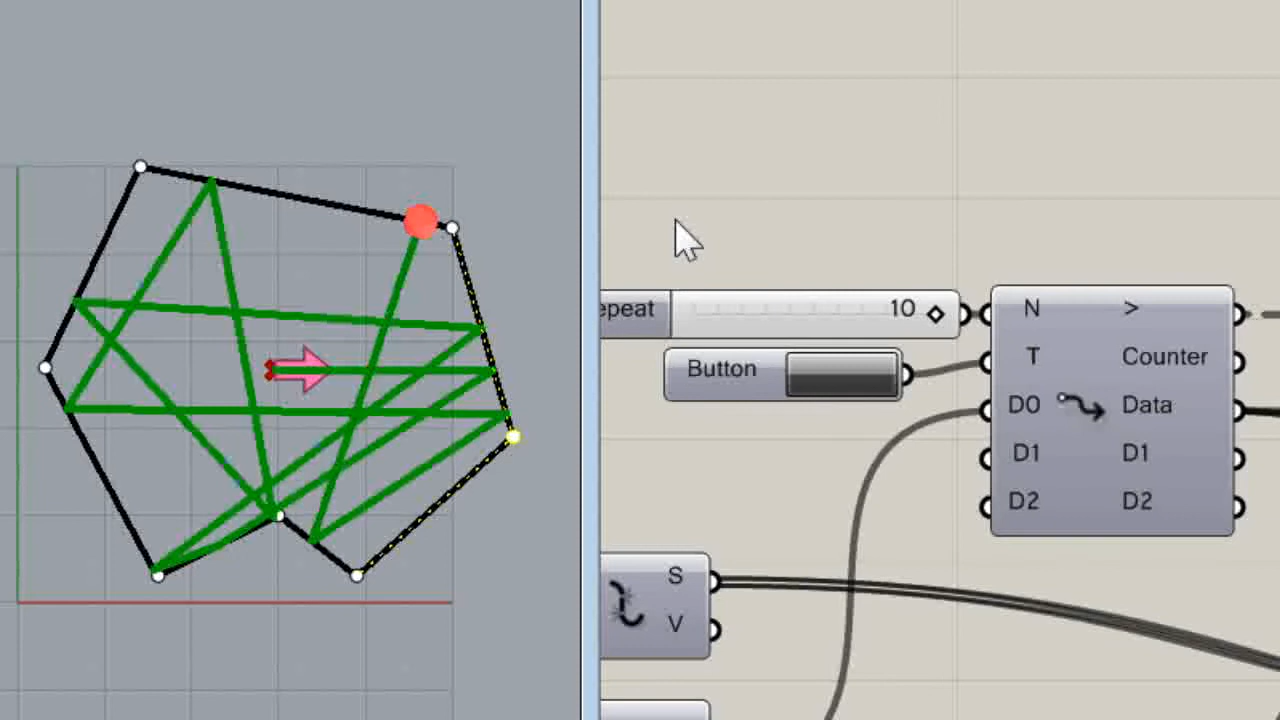 epeat 10
Button
N >
T Counter
D0 Data
D1 D1
D2 D2
S
V